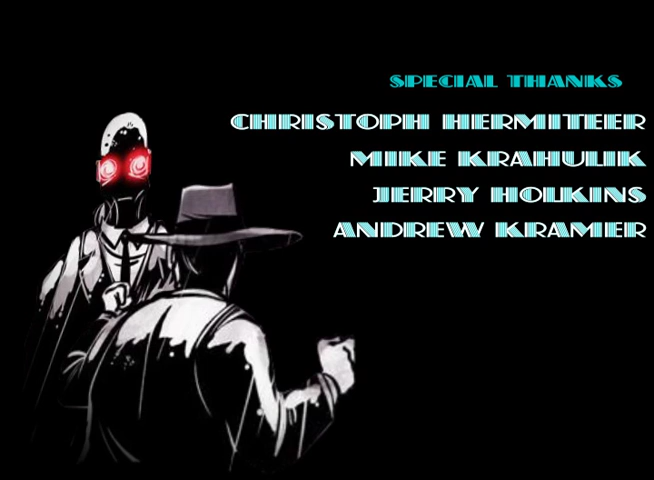 SPECIAL THANKS
CHRISTOPH HERMITEER
MIKE KRAHULIK
JERRY HOLKINS
ANDREW KRAMER